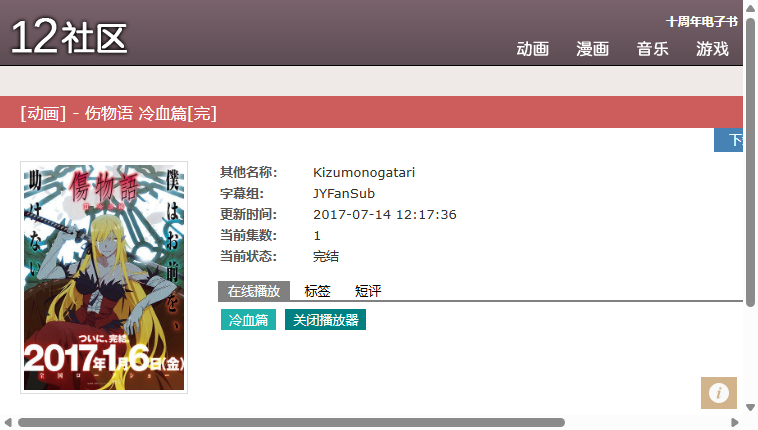 十周年电子书
12社区
动画 漫画 音乐 游戏
[动画] - 伤物语 冷血篇[完]
其他名称： Kizumonogatari
字幕组： JYFanSub
更新时间： 2017-07-14 12:17:36
当前集数： 1
当前状态： 完结
在线播放 标签 短评
冷血篇 关闭播放器
傷物語
僕はお前を、
助けない
ついに、完結。
2017年1月6日(金)
全国ロードショー
i